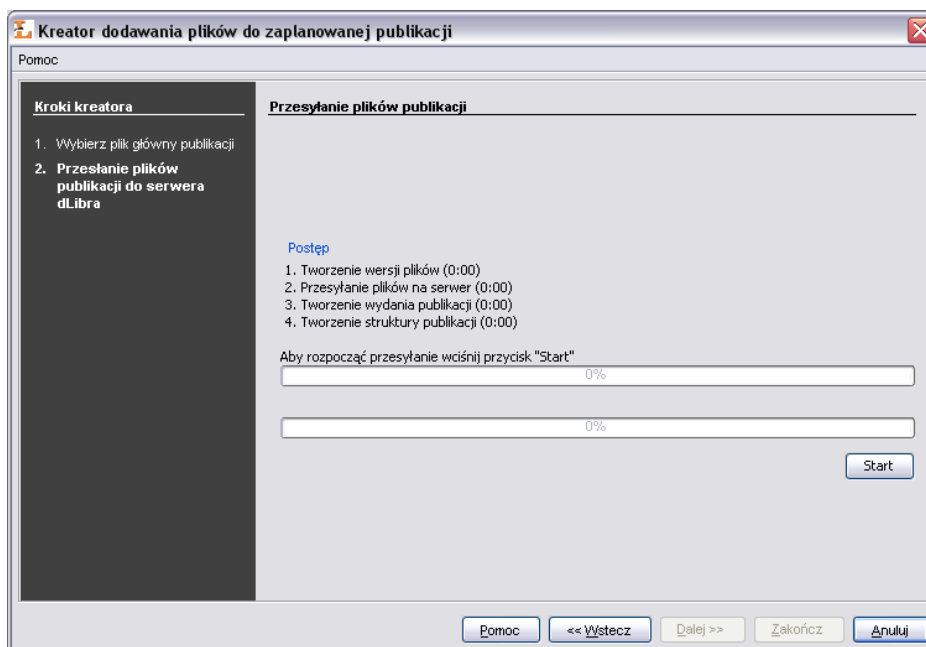 Kreator dodawania plików do zaplanowanej publikacji
Pomoc
Kroki kreatora
1. Wybierz plik główny publikacji
2. Przesłanie plików
publikacji do serwera
dLibra
Przesyłanie plików publikacji
Postęp
1. Tworzenie wersji plików (0:00)
2. Przesyłanie plików na serwer (0:00)
3. Tworzenie wydania publikacji (0:00)
4. Tworzenie struktury publikacji (0:00)
Aby rozpocząć przesyłanie wciśnij przycisk "Start"
0%
0%
Start
Pomoc << Wstecz Dalej >> Zakończ Anuluj